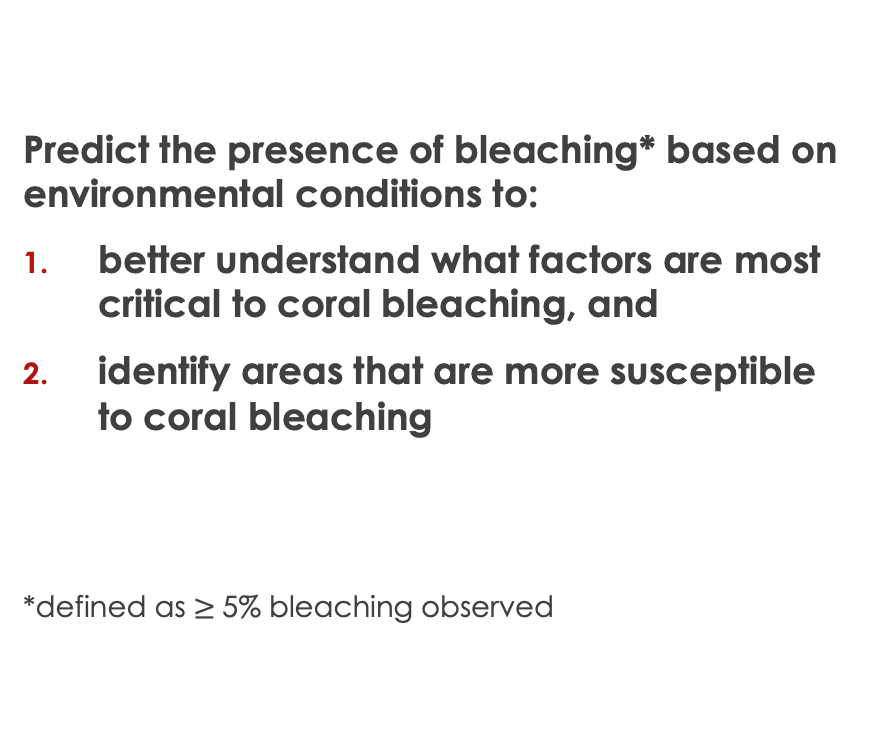 Predict the presence of bleaching* based on
environmental conditions to:
1. better understand what factors are most
critical to coral bleaching, and
2. identify areas that are more susceptible
to coral bleaching
*defined as ≥ 5% bleaching observed